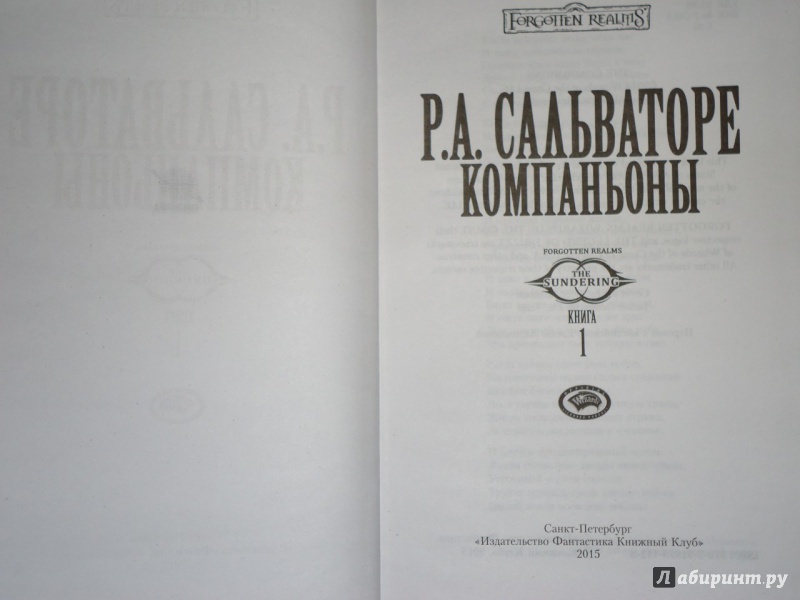 FORGOTTEN REALMS
Р.А. САЛЬВАТОРЕ
КОМПАНЬОНЫ
FORGOTTEN REALMS
THE
SUNDERING
КНИГА
1
Wizards
Санкт-Петербург
«Издательство Фантастика Книжный Клуб»
2015
Лабиринт.ру